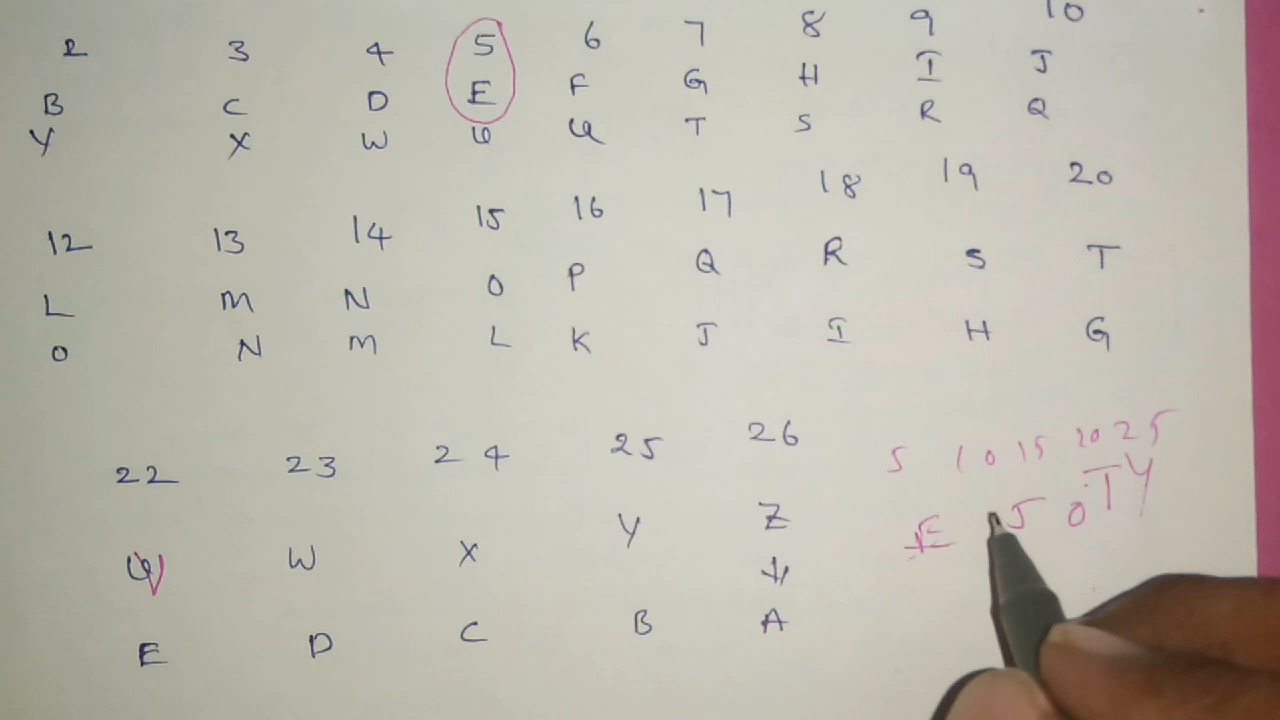 2 3 4 5 6 7 8 9 10
B C D E F G H I J
Y X W T S R Q
12 13 14 15 16 17 18 19 20
L M N O P Q R S T
O N M L K J I H G
22 23 24 25 26
V W X Y Z
E D C B A
5 10 15 20 25
E J O T Y